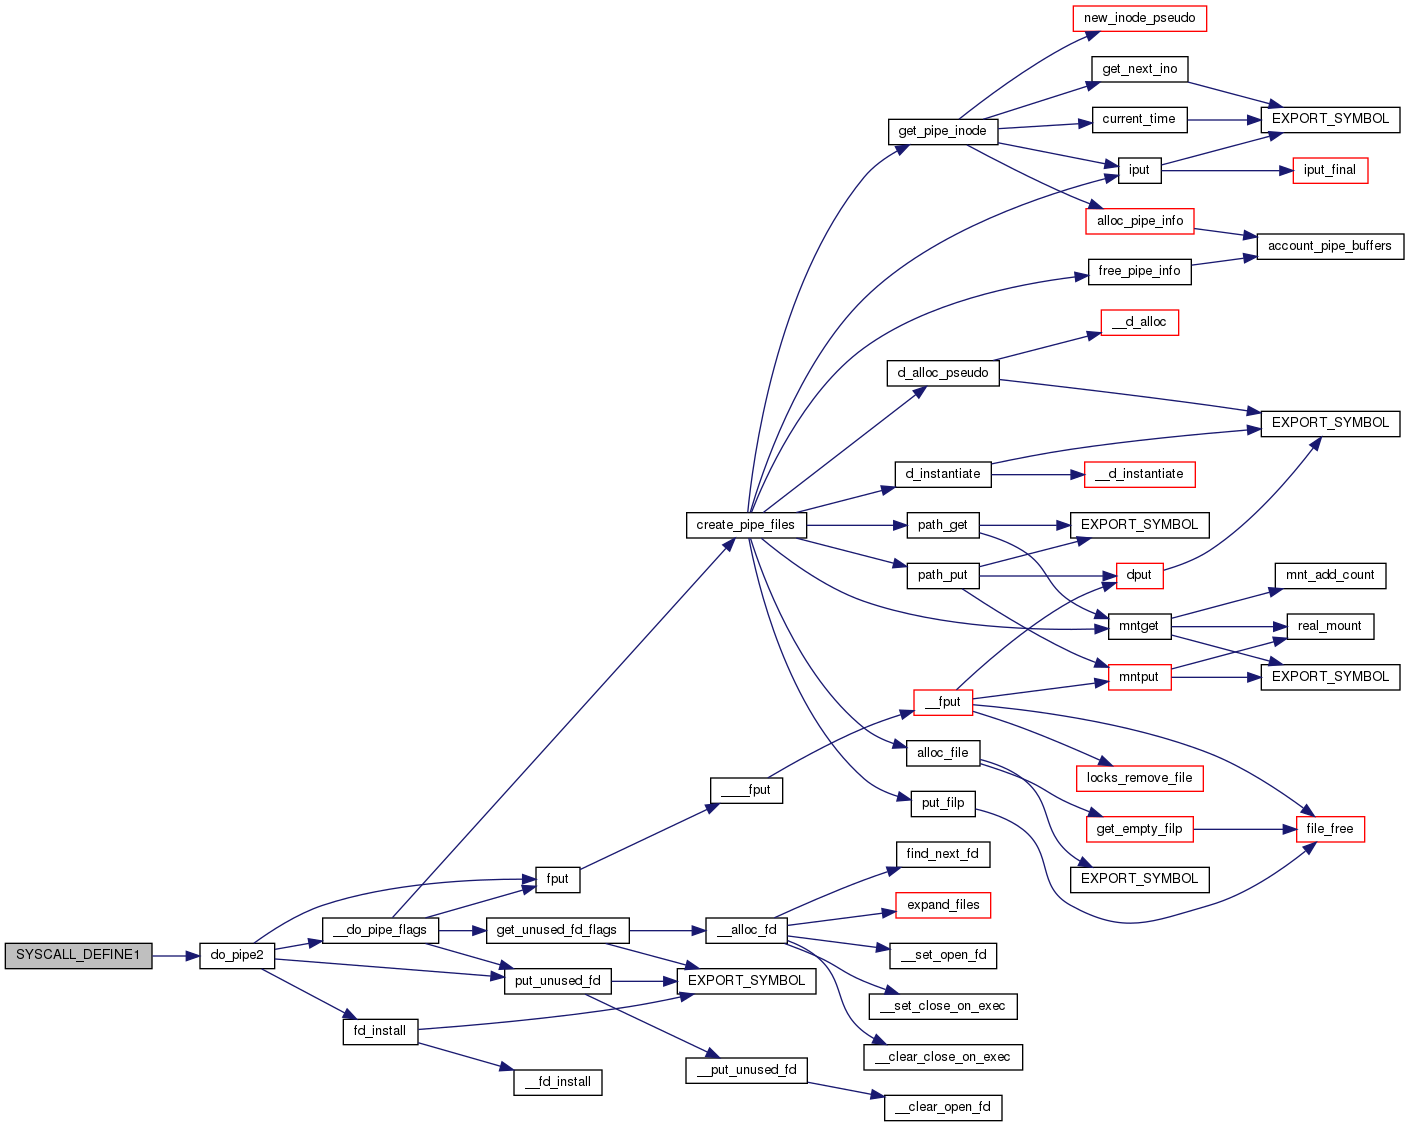 new_inode_pseudo
get_next_ino
current_time
EXPORT_SYMBOL
get_pipe_inode
iput
iput_final
alloc_pipe_info
account_pipe_buffers
free_pipe_info
__d_alloc
d_alloc_pseudo
EXPORT_SYMBOL
d_instantiate
__d_instantiate
create_pipe_files
path_get
EXPORT_SYMBOL
path_put
dput
mnt_add_count
mntget
real_mount
mntput
EXPORT_SYMBOL
__fput
alloc_file
locks_remove_file
____fput
put_filp
get_empty_filp
file_free
find_next_fd
fput
EXPORT_SYMBOL
expand_files
__do_pipe_flags
get_unused_fd_flags
__alloc_fd
SYSCALL_DEFINE1
do_pipe2
__set_open_fd
put_unused_fd
EXPORT_SYMBOL
__set_close_on_exec
fd_install
__clear_close_on_exec
__put_unused_fd
__fd_install
__clear_open_fd